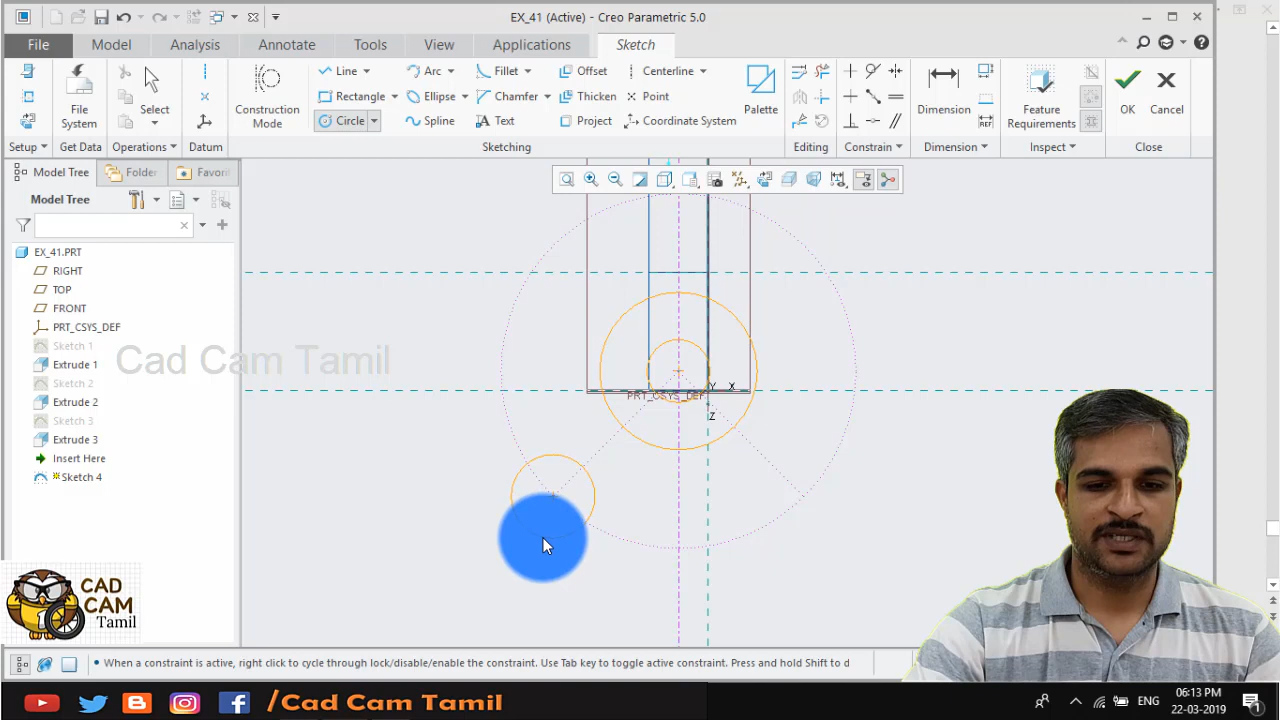 EX_41 (Active) - Creo Parametric 5.0
File Model Analysis Annotate Tools View Applications Sketch
Line Arc Fillet Offset Centerline
Rectangle Ellipse Chamfer Thicken Point
Circle Spline Text Project Coordinate System
File System
Select
Construction Mode
Palette
Dimension
Feature Requirements
OK
Cancel
Setup Get Data Operations Datum Sketching Editing Constrain Dimension Inspect Close
Model Tree Folder Favori
Model Tree
EX_41.PRT
RIGHT
TOP
FRONT
PRT_CSYS_DEF
Sketch 1
Extrude 1
Sketch 2
Extrude 2
Sketch 3
Extrude 3
Insert Here
Sketch 4
Cad Cam Tamil
Y X
PRT_CSYS_DEF
Z
CAD
CAM
Tamil
• When a constraint is active, right click to cycle through lock/disable/enable the constraint. Use Tab key to toggle active constraint. Press and hold Shift to d
/Cad Cam Tamil
ENG
06:13 PM
22-03-2019
1